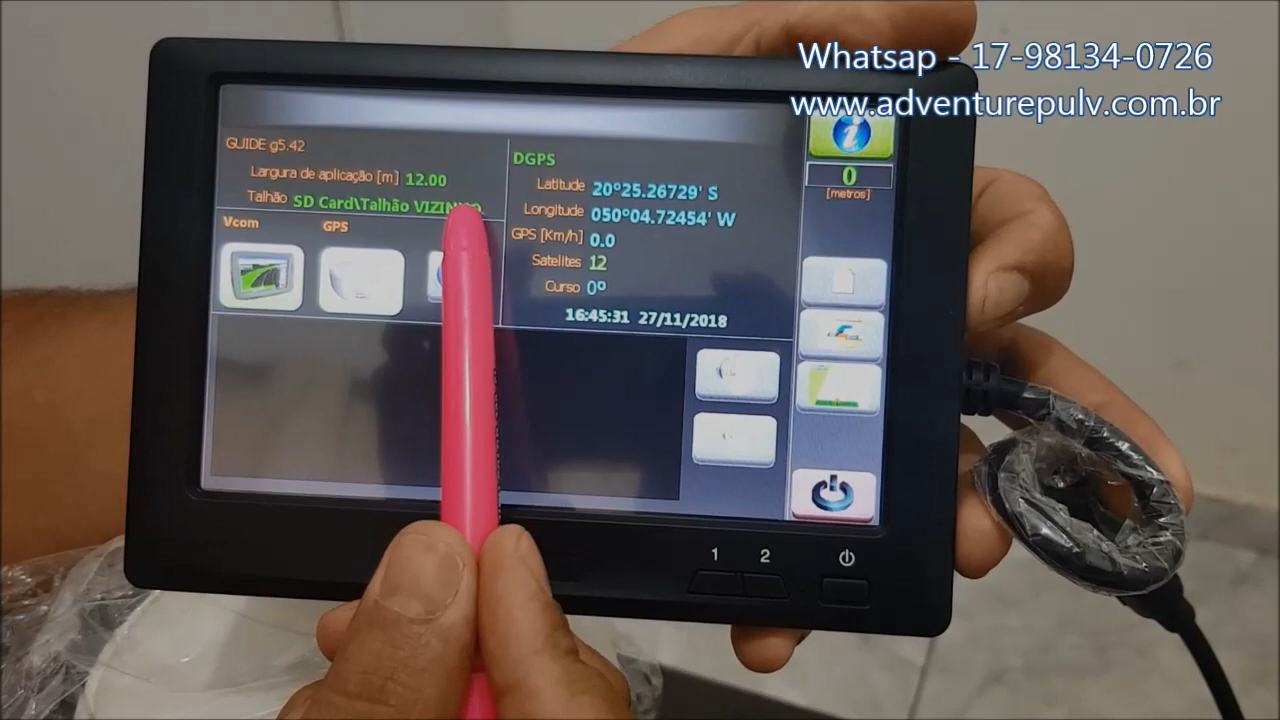 Whatsap - 17-98134-0726
www.adventurepulv.com.br
GUIDE g5.42
Largura de aplicação [m] 12.00
Talhão SD Card\Talhão
Vcom GPS
DGPS
Latitude 20°25.26729' S
Longitude 050°04.72454' W
GPS [Km/h] 0.0
Satelites 12
Curso 0º
16:45:31 27/11/2018
i
0
[metros]
1 2